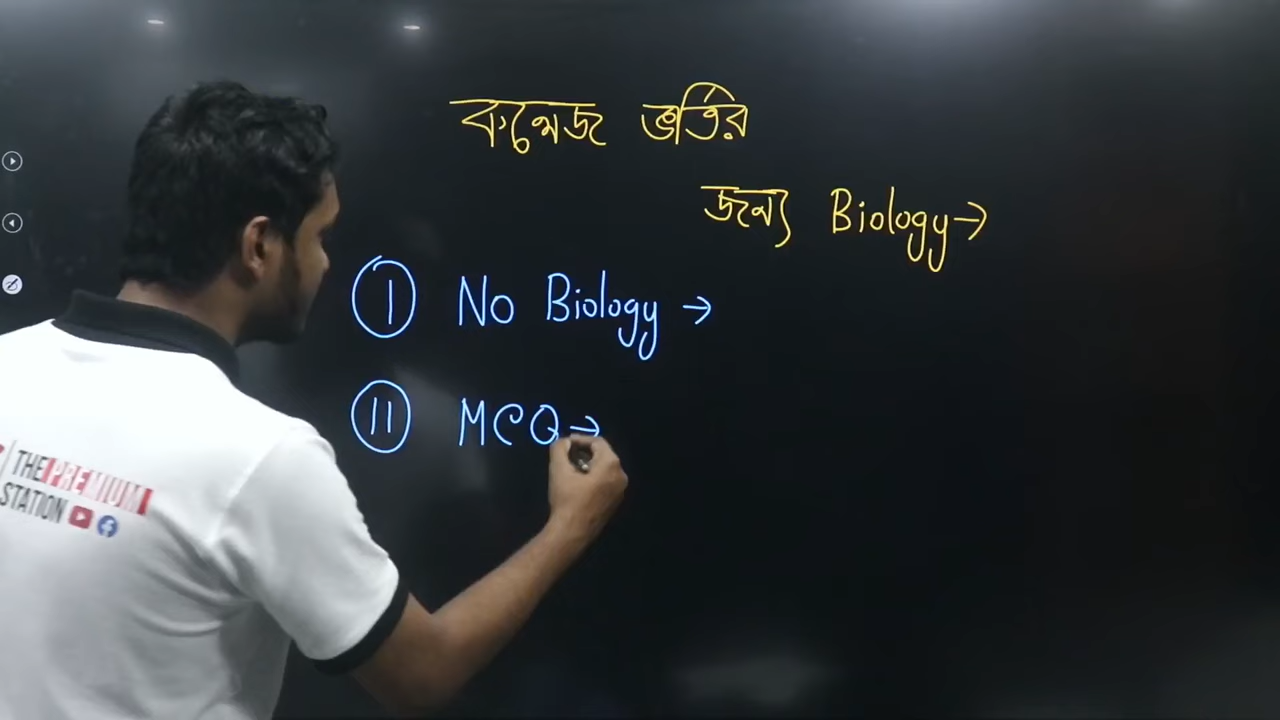 কলেজ ভর্তির
জন্য Biology→
I No Biology →
II MCQ→
THE PREMIUM
STATION